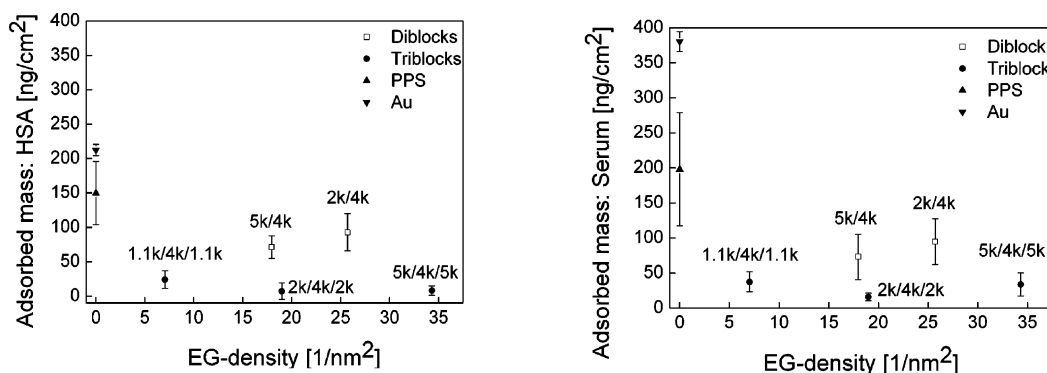 Adsorbed mass: HSA [ng/cm²]
400
350
300
250
200
150
100
50
0
Diblocks
Triblocks
PPS
Au
5k/4k
2k/4k
1.1k/4k/1.1k
2k/4k/2k
5k/4k/5k
0 5 10 15 20 25 30 35
EG-density [1/nm²]
Adsorbed mass: Serum [ng/cm²]
400
350
300
250
200
150
100
50
0
Diblock
Triblock
PPS
Au
5k/4k
2k/4k
1.1k/4k/1.1k
2k/4k/2k
5k/4k/5k
0 5 10 15 20 25 30 35
EG-density [1/nm²]